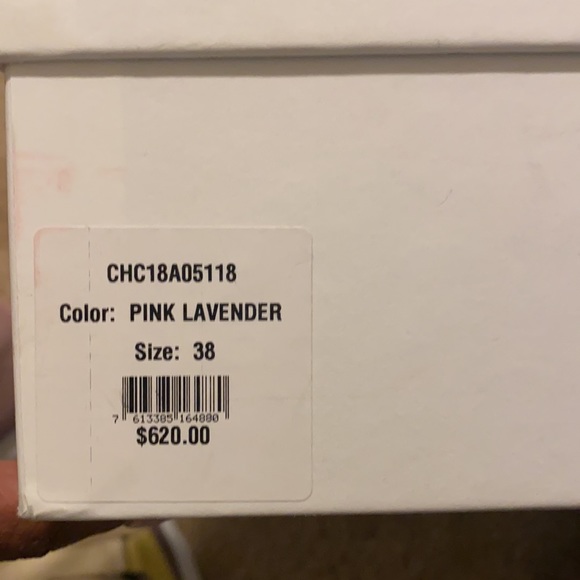 CHC18A05118
Color: PINK LAVENDER
Size: 38
7 613385 164880
$620.00